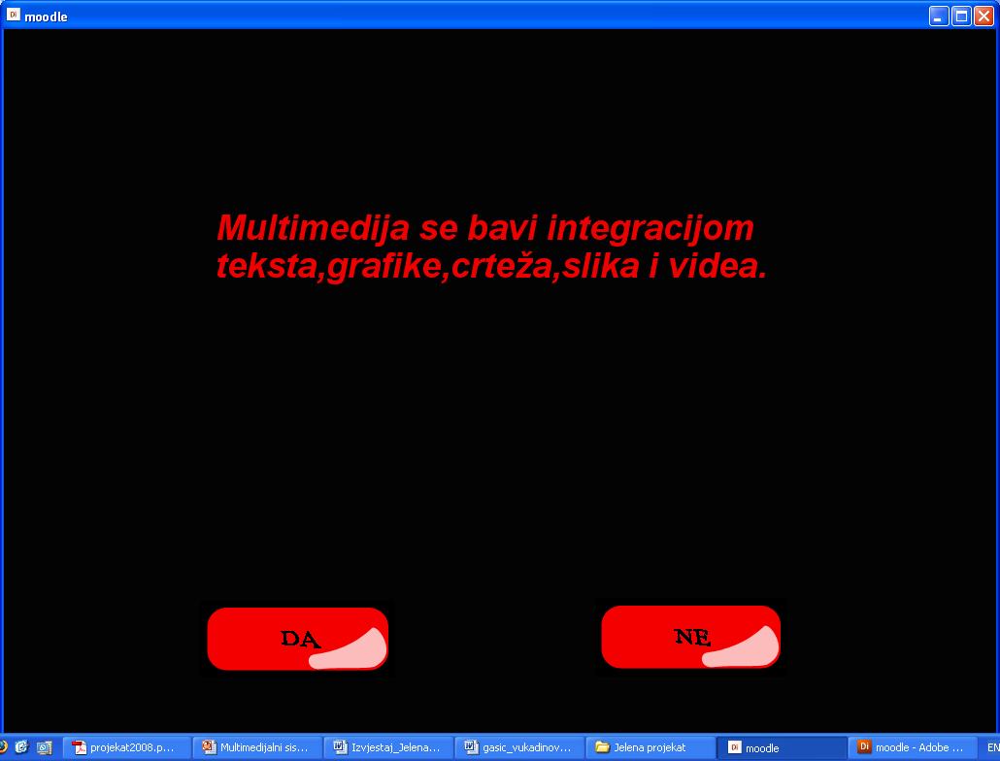 moodle
Multimedija se bavi integracijom
teksta,grafike,crteža,slika i videa.
DA
NE
projekat2008.p...
Multimedijalni sis...
Izvjestaj_Jelena...
gasic_vukadinov...
Jelena projekat
moodle
moodle - Adobe ...
EN